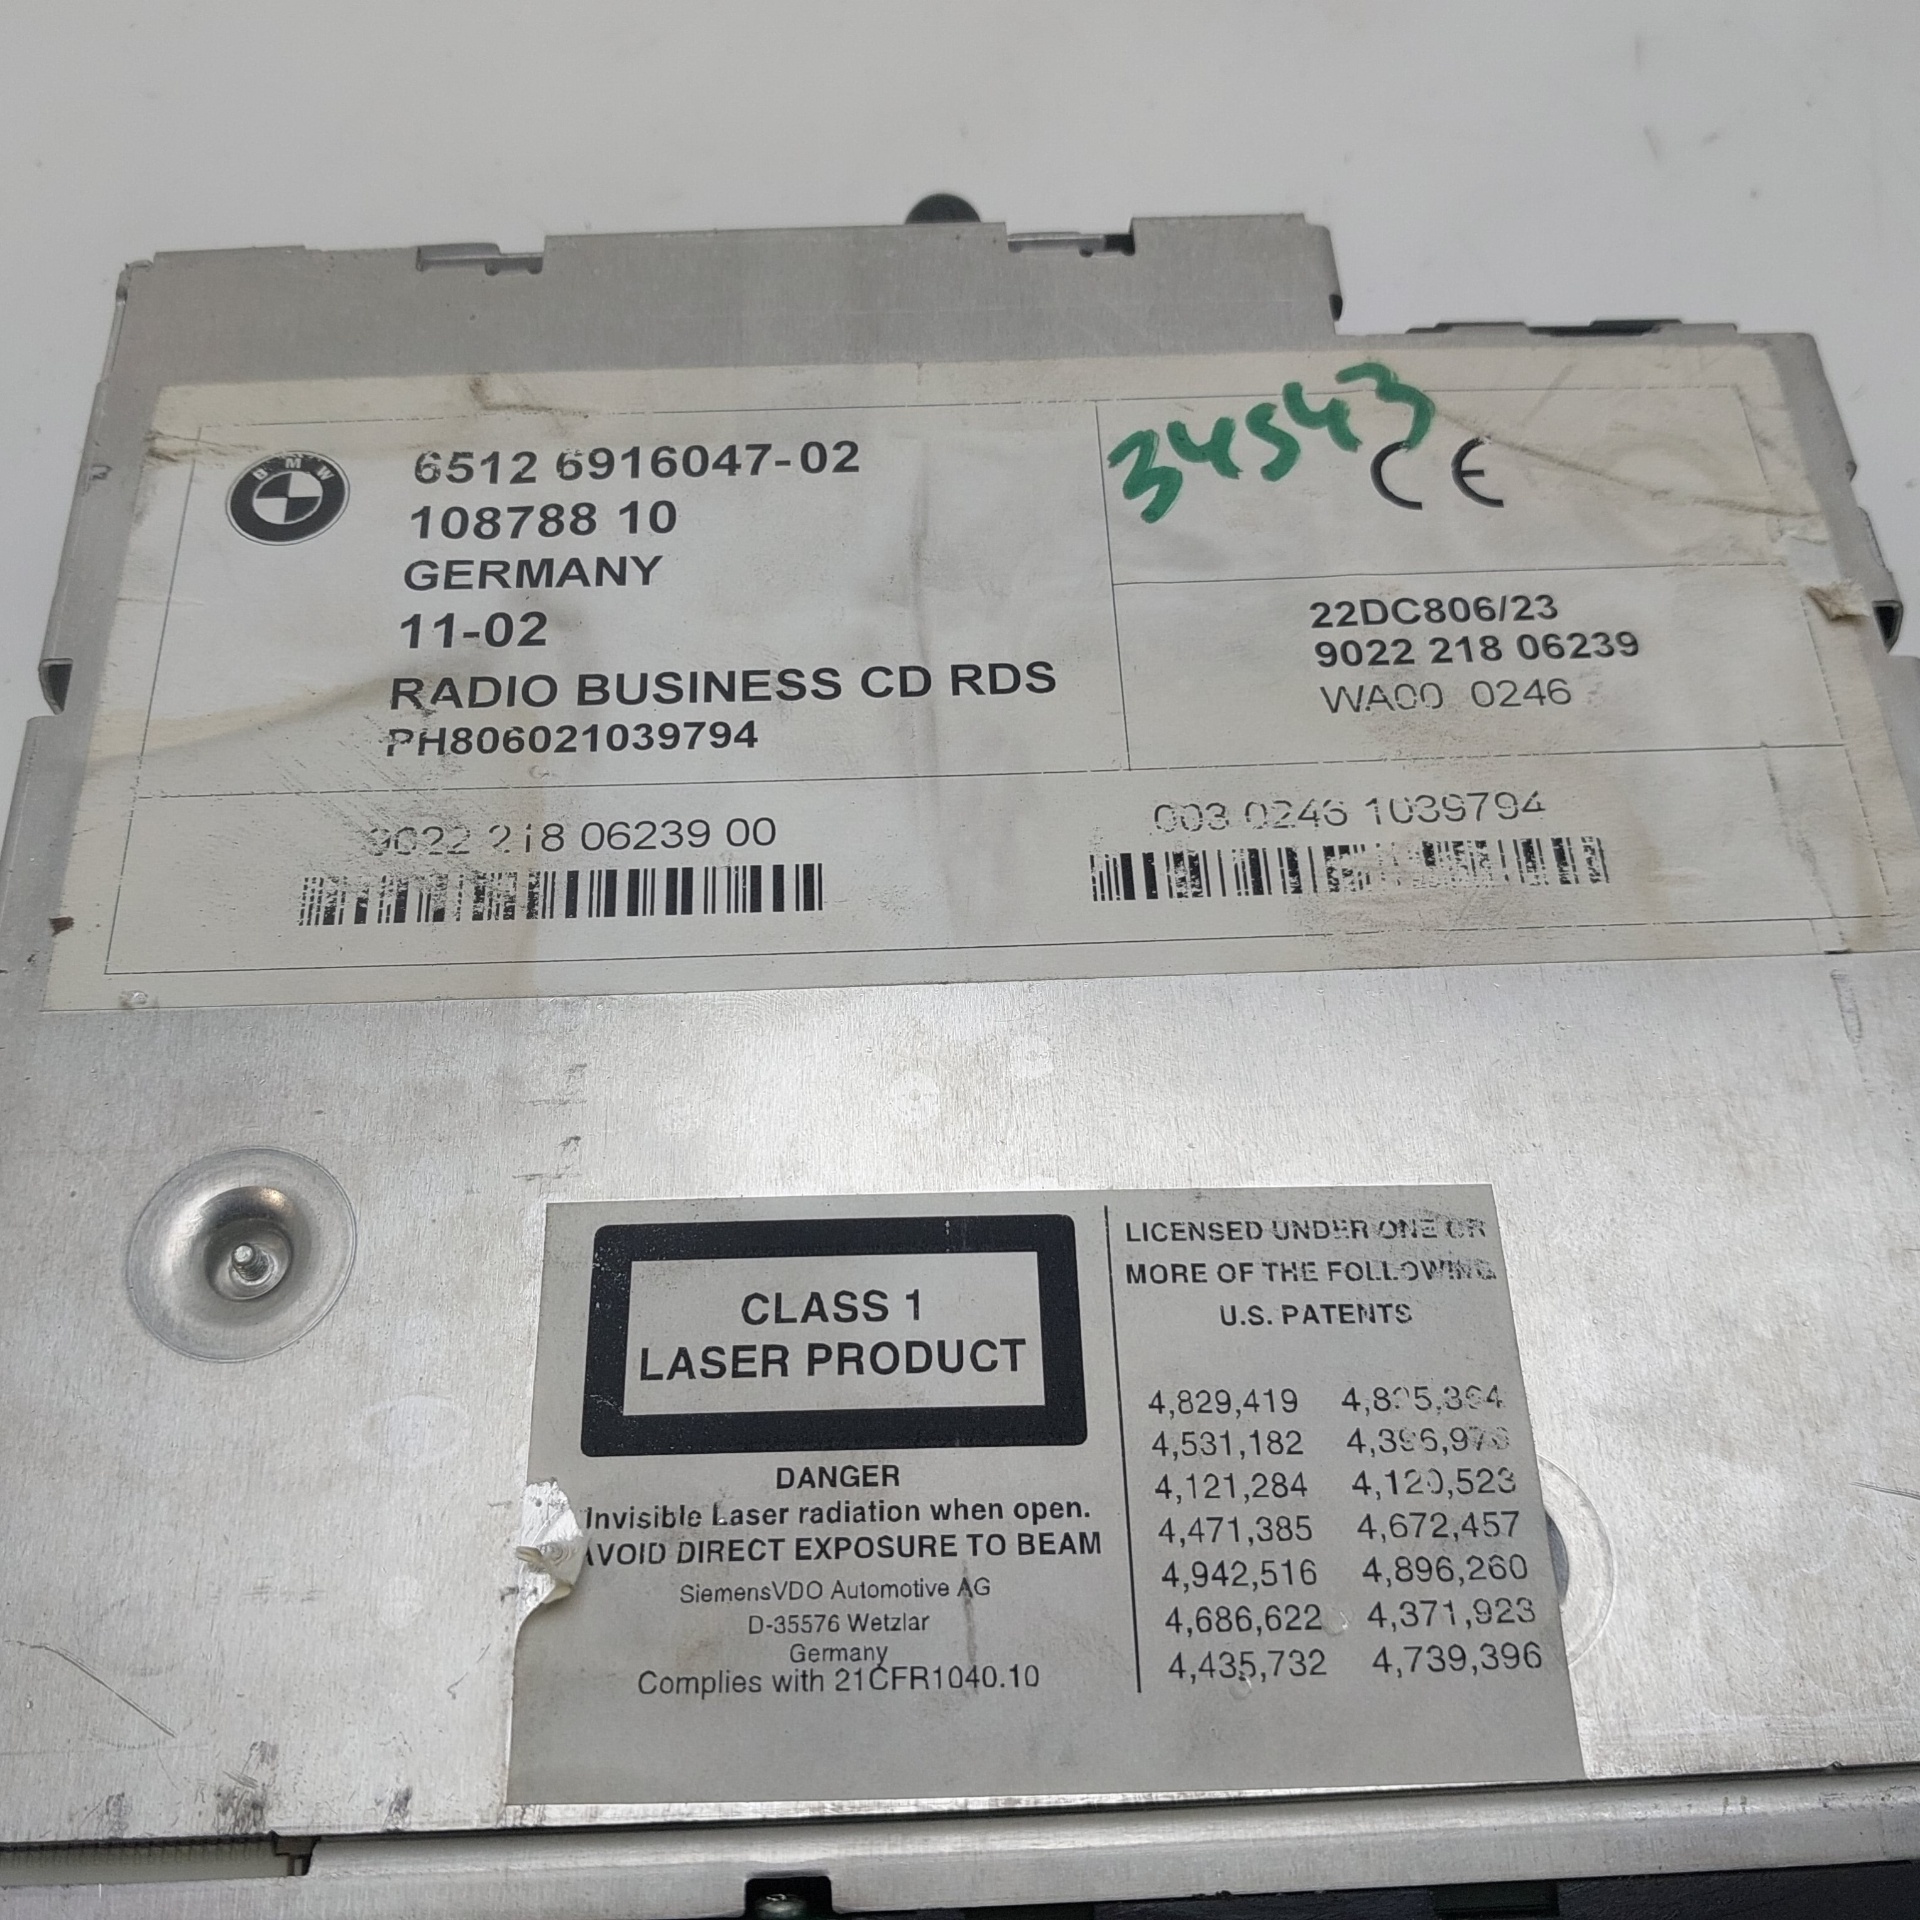 BMW
6512 6916047-02
108788 10
GERMANY
11-02
RADIO BUSINESS CD RDS
PH806021039794
34543
CE
22DC806/23
9022 218 06239
WA00 0246
9022 218 06239 00
003 0246 1039794
CLASS 1
LASER PRODUCT
DANGER
Invisible Laser radiation when open.
AVOID DIRECT EXPOSURE TO BEAM
SiemensVDO Automotive AG
D-35576 Wetzlar
Germany
Complies with 21CFR1040.10
LICENSED UNDER ONE OR
MORE OF THE FOLLOWING
U.S. PATENTS
4,829,419
4,531,182
4,121,284 4,120,523
4,471,385 4,672,457
4,942,516 4,896,260
4,686,622 4,371,923
4,435,732 4,739,396